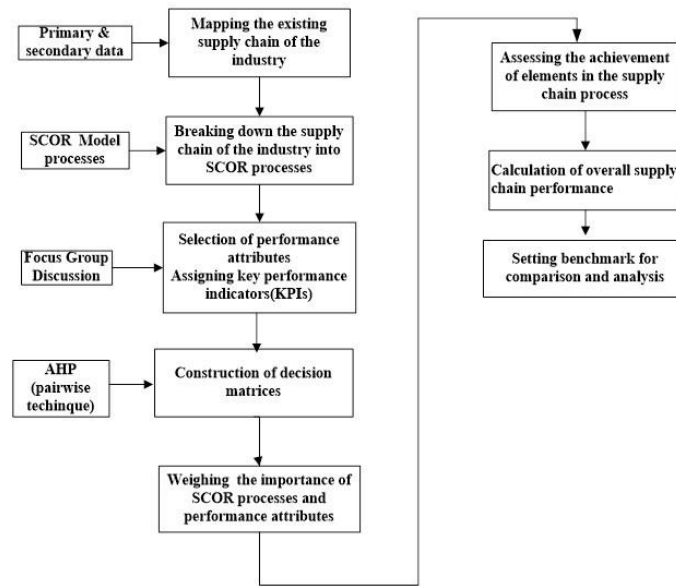 Primary &
secondary data
Mapping the existing
supply chain of the
industry
SCOR Model
processes
Breaking down the supply
chain of the industry into
SCOR processes
Focus Group
Discussion
Selection of performance
attributes
Assigning key performance
indicators(KPIs)
AHP
(pairwise
techinque)
Construction of decision
matrices
Weighing the importance
of SCOR processes and
performance attributes
Assessing the achievement
of elements in the supply
chain process
Calculation of overall supply
chain performance
Setting benchmark for
comparison and analysis